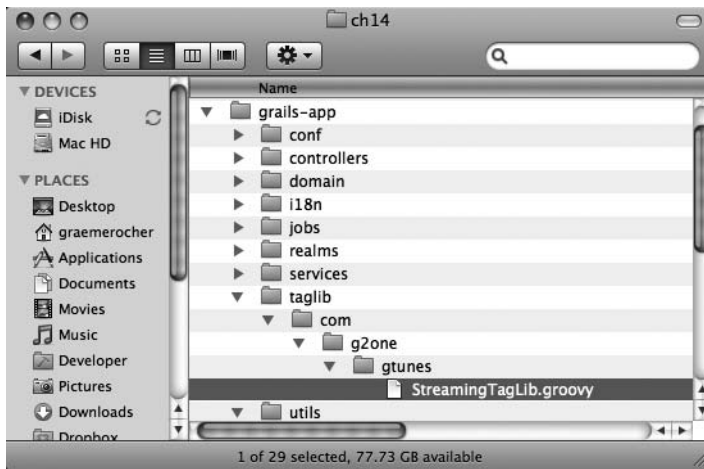 ch14
Name
DEVICES
iDisk
Mac HD
PLACES
Desktop
graemerocher
Applications
Documents
Movies
Music
Developer
Pictures
Downloads
Dropbox
grails-app
conf
controllers
domain
i18n
jobs
realms
services
taglib
com
g2one
gtunes
StreamingTagLib.groovy
utils
1 of 29 selected, 77.73 GB available